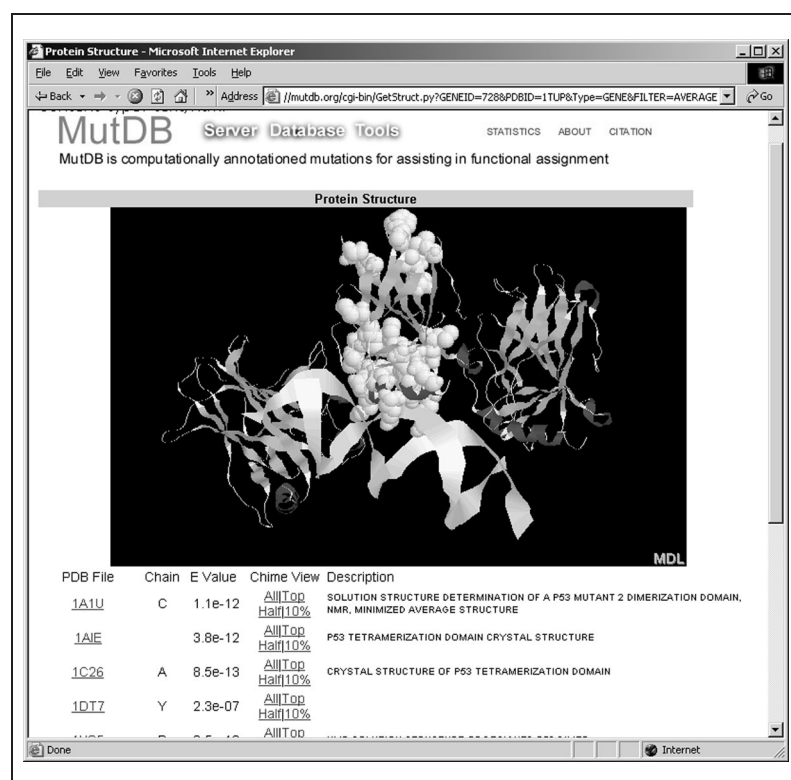 Protein Structure - Microsoft Internet Explorer
File Edit View Favorites Tools Help
Back » Address //mutdb.org/cgi-bin/GetStruct.py?GENEID=728&PDBID=1TUP&Type=GENE&FILTER=AVERAGE Go
MutDB Server Database Tools STATISTICS ABOUT CITATION
MutDB is computationally annotationed mutations for assisting in functional assignment
Protein Structure
MDL
PDB File Chain E Value Chime View Description
1A1U C 1.1e-12 All|Top Half|10% SOLUTION STRUCTURE DETERMINATION OF A P53 MUTANT 2 DIMERIZATION DOMAIN,
NMR, MINIMIZED AVERAGE STRUCTURE
1AIE 3.8e-12 All|Top Half|10% P53 TETRAMERIZATION DOMAIN CRYSTAL STRUCTURE
1C26 A 8.5e-13 All|Top Half|10% CRYSTAL STRUCTURE OF P53 TETRAMERIZATION DOMAIN
1DT7 Y 2.3e-07 All|Top Half|10%
All|Top
Done Internet